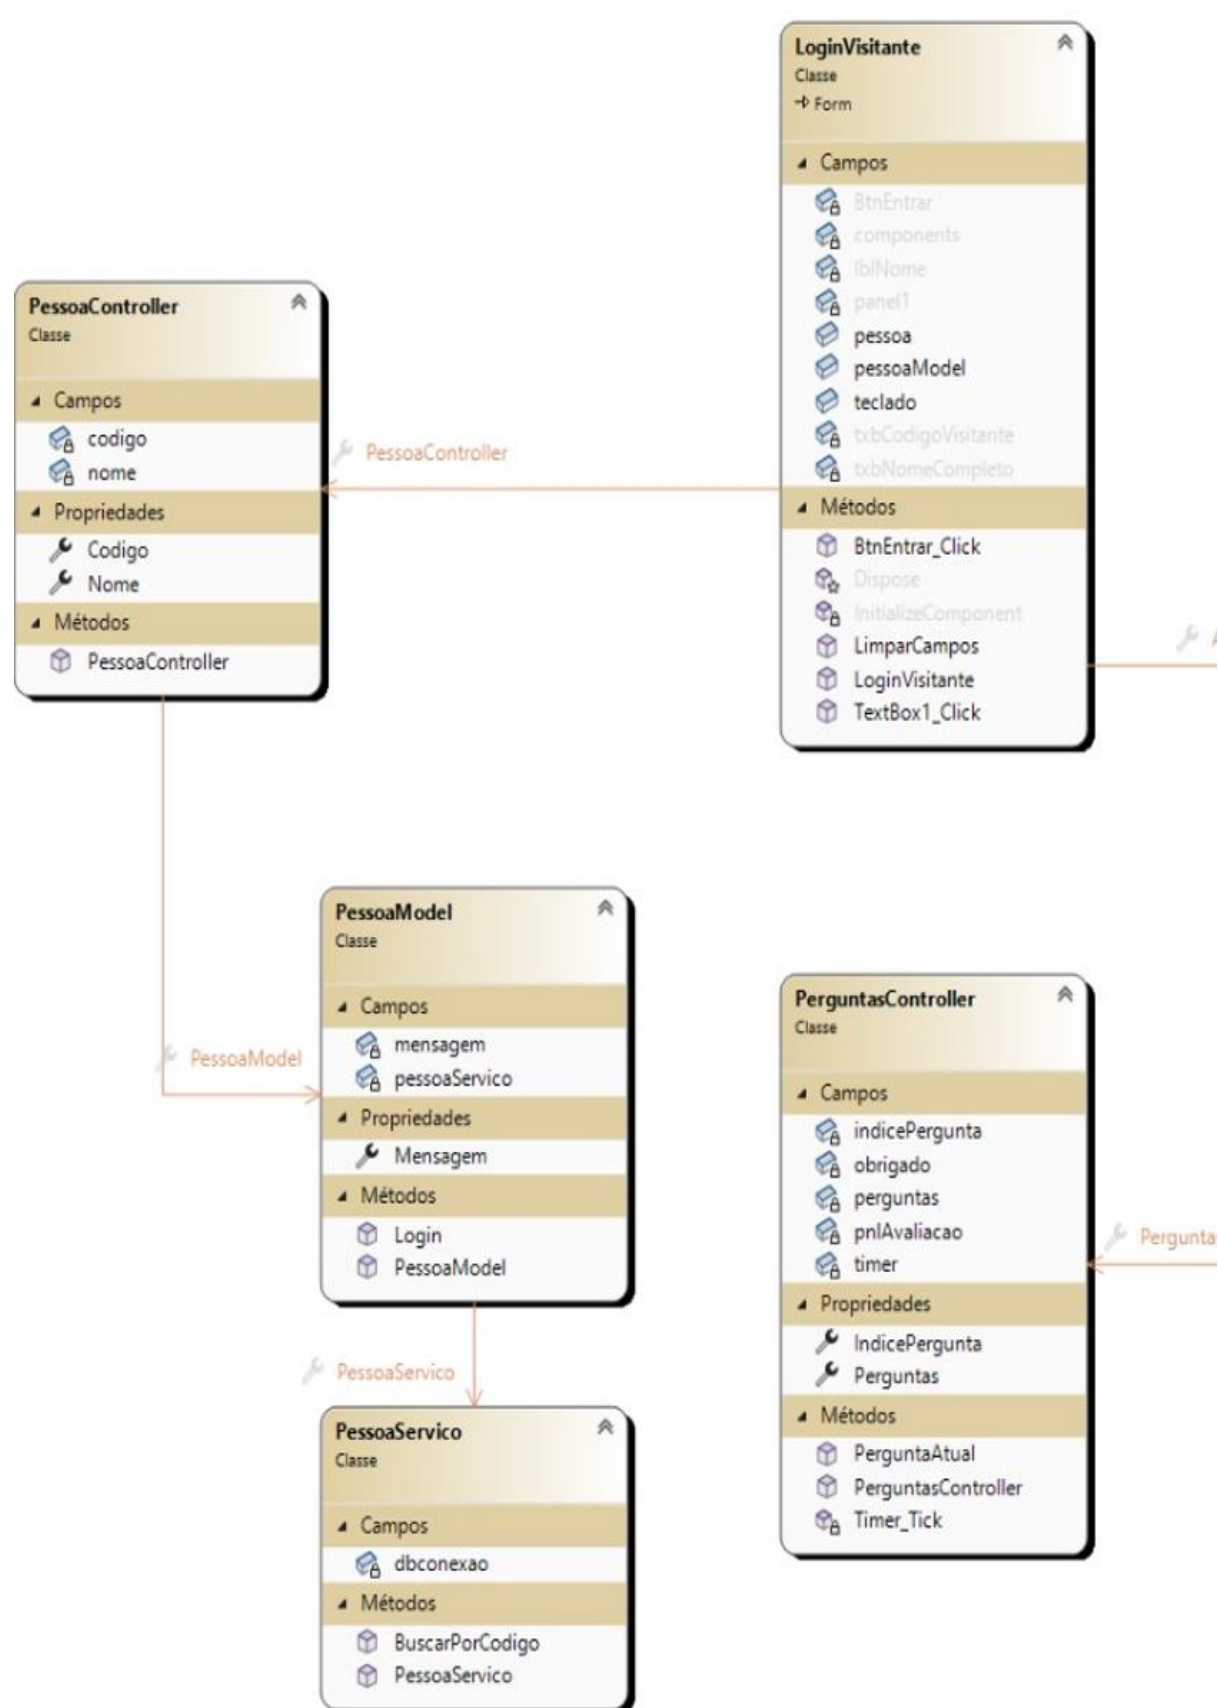 LoginVisitante
Classe
Form
Campos
BtnEntrar
components
lblNome
panel1
pessoa
pessoaModel
teclado
txbCodigoVisitante
txbNomeCompleto
Métodos
BtnEntrar_Click
Dispose
InitializeComponent
LimparCampos
LoginVisitante
TextBox1_Click
PessoaController
Classe
Campos
codigo
nome
Propriedades
Codigo
Nome
Métodos
PessoaController
PessoaController
PessoaModel
PessoaModel
Classe
Campos
mensagem
pessoaServico
Propriedades
Mensagem
Métodos
Login
PessoaModel
PessoaServico
PessoaServico
Classe
Campos
dbconexao
Métodos
BuscarPorCodigo
PessoaServico
PerguntasController
Classe
Campos
indicePergunta
obrigado
perguntas
pnlAvaliacao
timer
Propriedades
IndicePergunta
Perguntas
Métodos
PerguntaAtual
PerguntasController
Timer_Tick